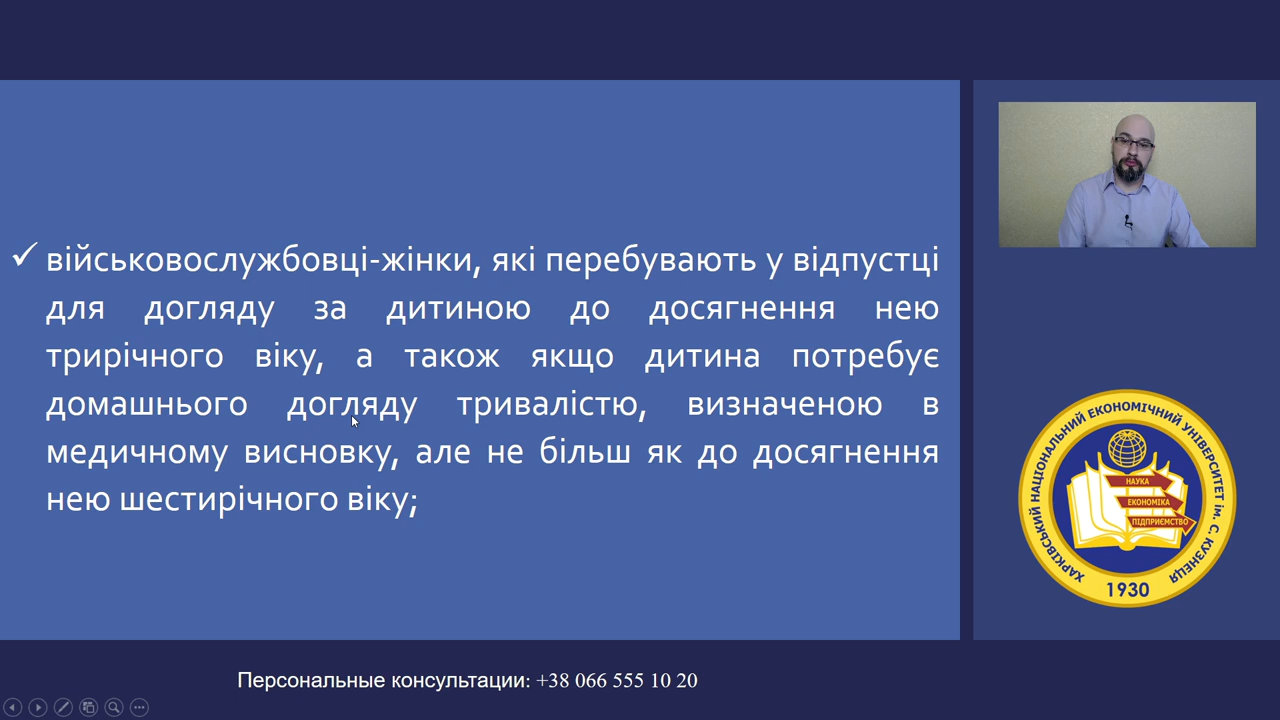 ✓ військовослужбовці-жінки, які перебувають у відпустці
для догляду за дитиною до досягнення нею
трирічного віку, а також якщо дитина потребує
домашнього догляду тривалістю, визначеною в
медичному висновку, але не більш як до досягнення
нею шестирічного віку;
ХАРКІВСЬКИЙ НАЦІОНАЛЬНИЙ ЕКОНОМІЧНИЙ УНІВЕРСИТЕТ ім. С. КУЗНЕЦЯ
НАУКА
ЕКОНОМІКА
ПІДПРИЄМСТВО
1930
Персональные консультации: +38 066 555 10 20